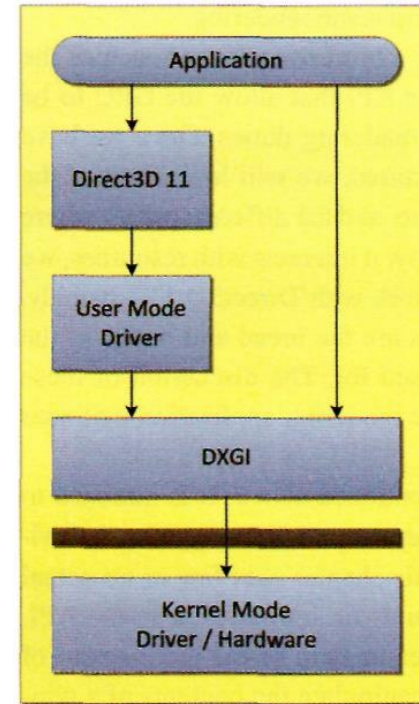 Application
Direct3D 11
User Mode
Driver
DXGI
Kernel Mode
Driver / Hardware